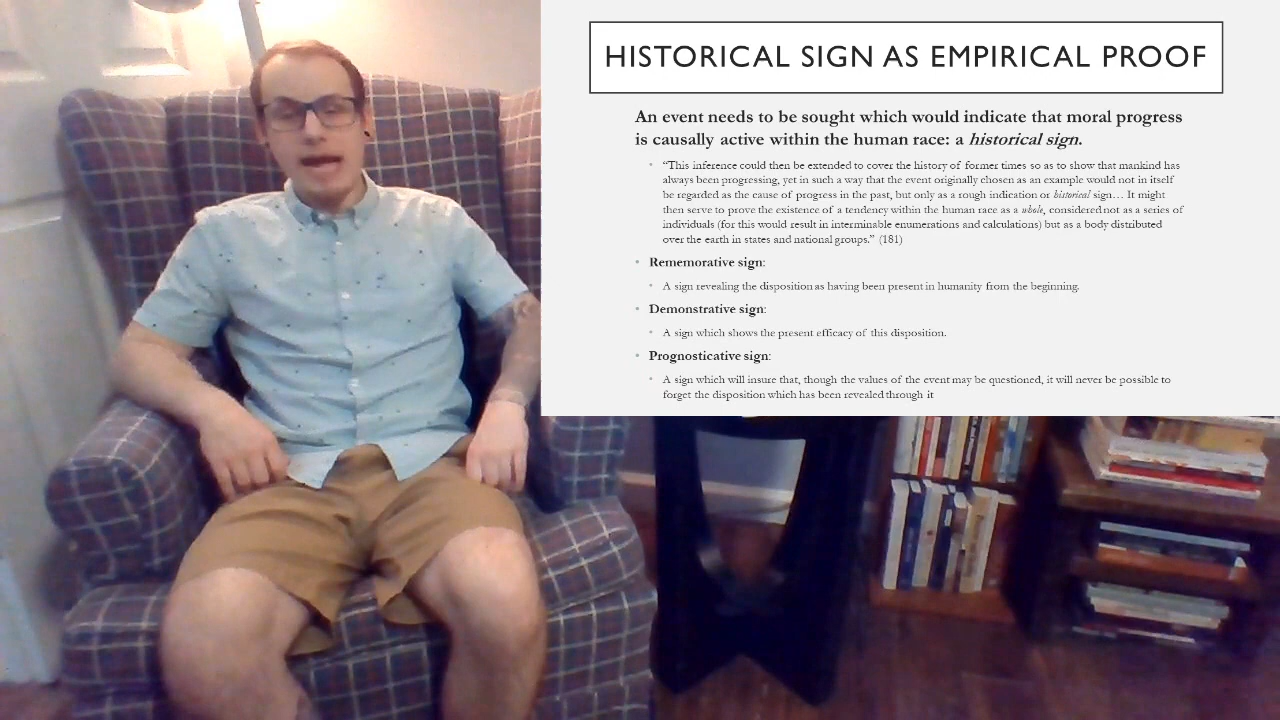 HISTORICAL SIGN AS EMPIRICAL PROOF
An event needs to be sought which would indicate that moral progress
is causally active within the human race: a historical sign.
• “This inference could then be extended to cover the history of former times so as to show that mankind has
always been progressing, yet in such a way that the event originally chosen as an example would not in itself
be regarded as the cause of progress in the past, but only as a rough indication or historical sign… It might
then serve to prove the existence of a tendency within the human race as a whole, considered not as a series of
individuals (for this would result in interminable enumerations and calculations) but as a body distributed
over the earth in states and national groups.” (181)
• Rememorative sign:
• A sign revealing the disposition as having been present in humanity from the beginning.
• Demonstrative sign:
• A sign which shows the present efficacy of this disposition.
• Prognosticative sign:
• A sign which will insure that, though the values of the event may be questioned, it will never be possible to
forget the disposition which has been revealed through it